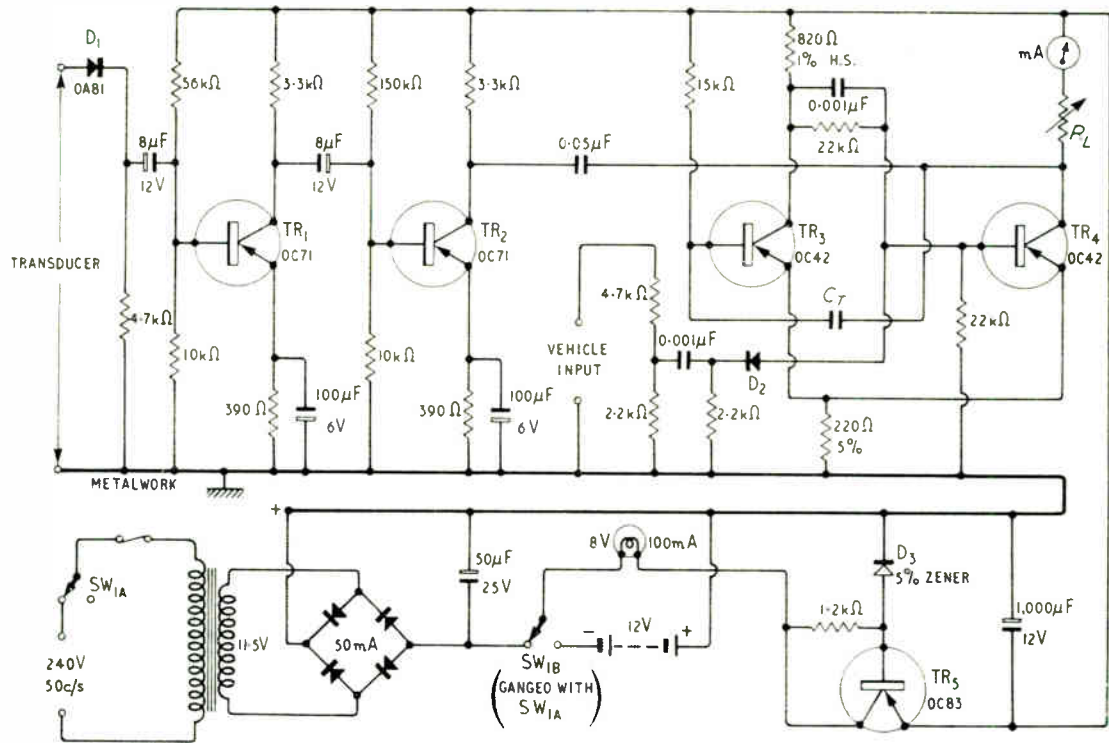 D1
OA81
TRANSDUCER
4·7kΩ
8μF
12V
56kΩ
10kΩ
3·3kΩ
TR1
OC71
390Ω
100μF
6V
8μF
12V
150kΩ
10kΩ
3·3kΩ
TR2
OC71
390Ω
100μF
6V
0·05μF
VEHICLE
INPUT
4·7kΩ
0·001μF
2·2kΩ
2·2kΩ
D2
15kΩ
820Ω
1% H.S.
0·001μF
22kΩ
TR3
OC42
CT
220Ω
5%
22kΩ
mA
RL
TR4
OC42
METALWORK
SW1A
240V
50c/s
11·5V
50mA
+
50μF
25V
8V
100mA
SW1B
(GANGED WITH
SW1A)
-
12V
+
D3
5% ZENER
1·2kΩ
TR5
OC83
1,000μF
12V